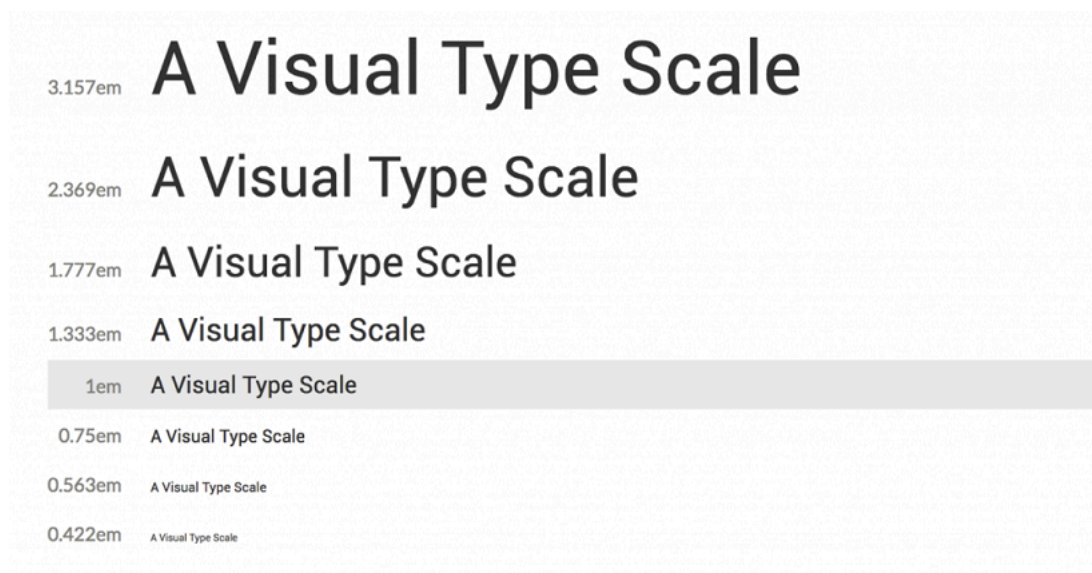 3.157em A Visual Type Scale
2.369em A Visual Type Scale
1.777em A Visual Type Scale
1.333em A Visual Type Scale
1em A Visual Type Scale
0.75em A Visual Type Scale
0.563em A Visual Type Scale
0.422em A Visual Type Scale